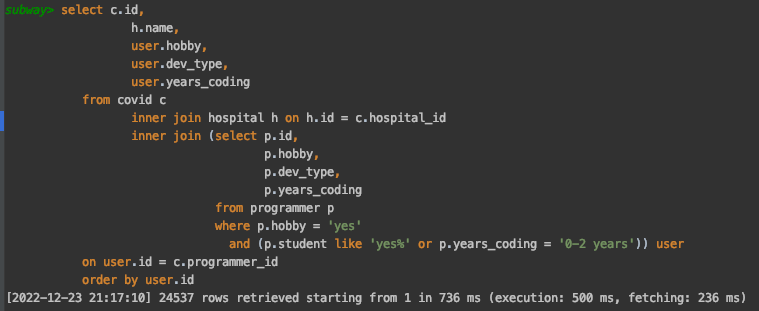 subway> select c.id,
h.name,
user.hobby,
user.dev_type,
user.years_coding
from covid c
inner join hospital h on h.id = c.hospital_id
inner join (select p.id,
p.hobby,
p.dev_type,
p.years_coding
from programmer p
where p.hobby = 'yes'
and (p.student like 'yes%' or p.years_coding = '0-2 years')) user
on user.id = c.programmer_id
order by user.id
[2022-12-23 21:17:10] 24537 rows retrieved starting from 1 in 736 ms (execution: 500 ms, fetching: 236 ms)